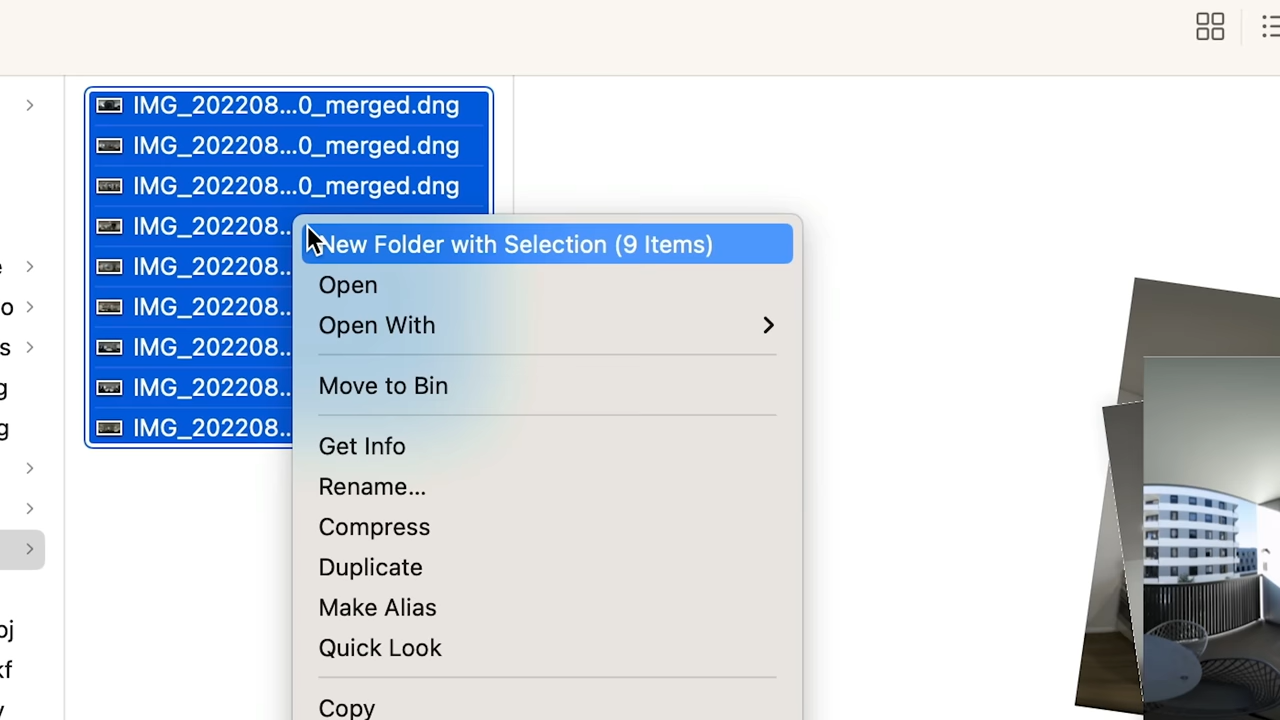 IMG_202208...0_merged.dng
IMG_202208...0_merged.dng
IMG_202208...0_merged.dng
IMG_202208...
IMG_202208...
IMG_202208...
IMG_202208...
IMG_202208...
IMG_202208...
New Folder with Selection (9 Items)
Open
Open With
Move to Bin
Get Info
Rename...
Compress
Duplicate
Make Alias
Quick Look
Copy